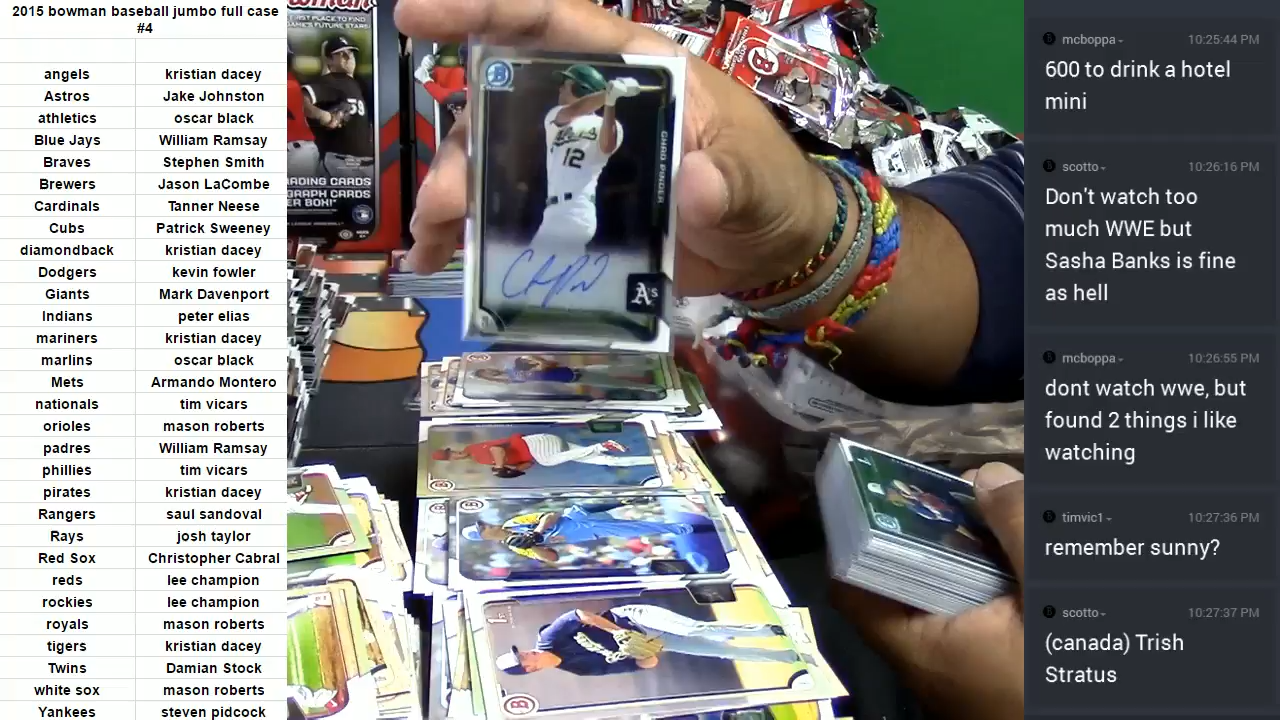 2015 bowman baseball jumbo full case
#4
angels kristian dacey
Astros Jake Johnston
athletics oscar black
Blue Jays William Ramsay
Braves Stephen Smith
Brewers Jason LaCombe
Cardinals Tanner Neese
Cubs Patrick Sweeney
diamondback kristian dacey
Dodgers kevin fowler
Giants Mark Davenport
Indians peter elias
mariners kristian dacey
marlins oscar black
Mets Armando Montero
nationals tim vicars
orioles mason roberts
padres William Ramsay
phillies tim vicars
pirates kristian dacey
Rangers saul sandoval
Rays josh taylor
Red Sox Christopher Cabral
reds lee champion
rockies lee champion
royals mason roberts
tigers kristian dacey
Twins Damian Stock
white sox mason roberts
Yankees steven pidcock
59
12
CHAD PINDER
A's
mcboppa 10:25:44 PM
600 to drink a hotel
mini
scotto 10:26:16 PM
Don't watch too
much WWE but
Sasha Banks is fine
as hell
mcboppa 10:26:55 PM
dont watch wwe, but
found 2 things i like
watching
timvic1 10:27:36 PM
remember sunny?
scotto 10:27:37 PM
(canada) Trish
Stratus